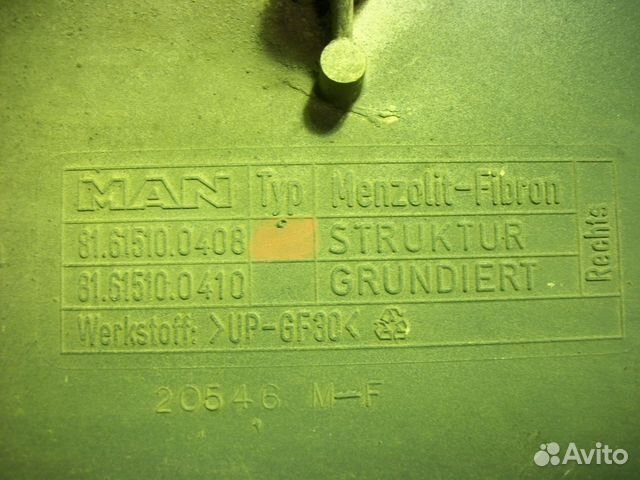 MAN Typ Menzolit-Fibron
81.61510.0408 STRUKTUR
81.61510.0410 GRUNDIERT
Rechts
Werkstoff: >UP-GF30<
20546 M-F
Avito